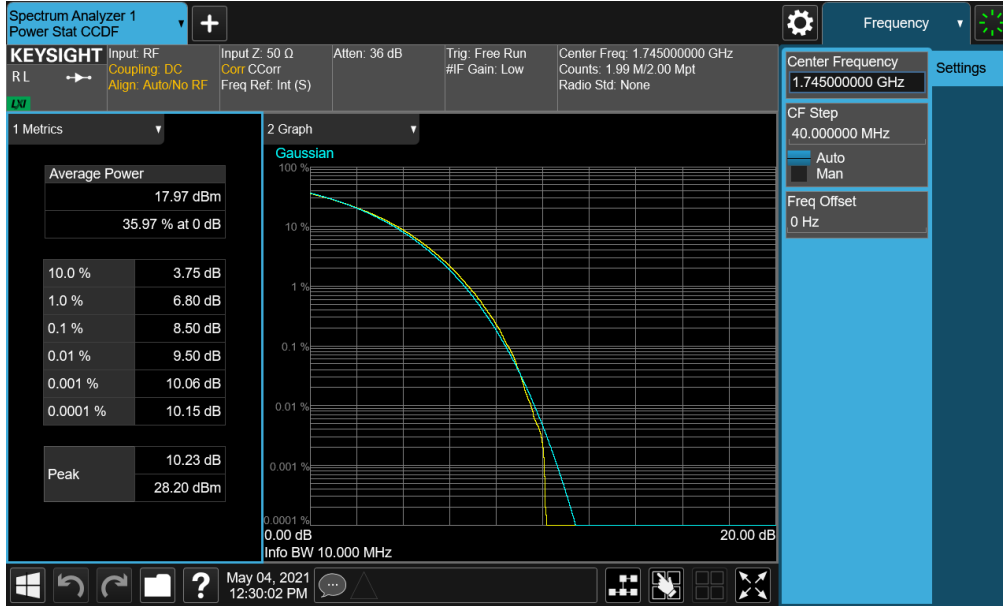 Spectrum Analyzer 1
Power Stat CCDF
Frequency
KEYSIGHT
R L
LXI
Input: RF
Coupling: DC
Align: Auto/No RF
Input Z: 50 Ω
Corr CCorr
Freq Ref: Int (S)
Atten: 36 dB
Trig: Free Run
#IF Gain: Low
Center Freq: 1.745000000 GHz
Counts: 1.99 M/2.00 Mpt
Radio Std: None
Center Frequency
1.745000000 GHz
Settings
CF Step
40.000000 MHz
Auto
Man
Freq Offset
0 Hz
1 Metrics
Average Power
17.97 dBm
35.97 % at 0 dB
10.0 % 3.75 dB
1.0 % 6.80 dB
0.1 % 8.50 dB
0.01 % 9.50 dB
0.001 % 10.06 dB
0.0001 % 10.15 dB
Peak 10.23 dB
28.20 dBm
2 Graph
Gaussian
100 %
10 %
1 %
0.1 %
0.01 %
0.001 %
0.0001 %
0.00 dB 20.00 dB
Info BW 10.000 MHz
?
May 04, 2021
12:30:02 PM